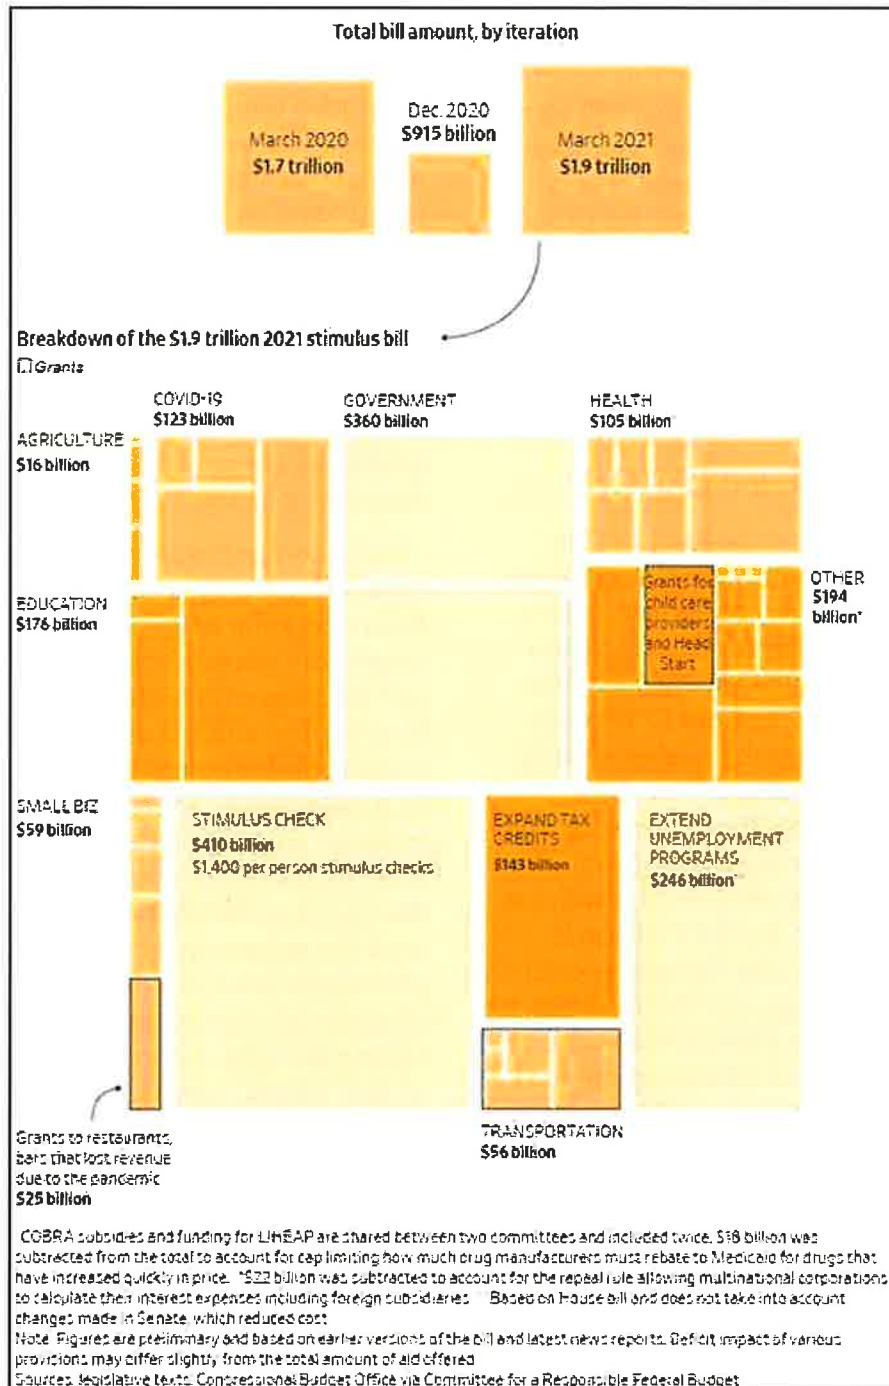 Total bill amount, by iteration
March 2020
$1.7 trillion
Dec. 2020
$915 billion
March 2021
$1.9 trillion
Breakdown of the $1.9 trillion 2021 stimulus bill
Grants
COVID-19
$123 billion
GOVERNMENT
$360 billion
HEALTH
$105 billion*
AGRICULTURE
$16 billion
EDUCATION
$176 billion
Grants for
child care
providers
and Head
Start
OTHER
$194
billion*
SMALL BIZ
$59 billion
STIMULUS CHECK
$410 billion
$1,400 per person stimulus checks
EXPAND TAX
CREDITS
$143 billion
EXTEND
UNEMPLOYMENT
PROGRAMS
$246 billion*
TRANSPORTATION
$56 billion
Grants to restaurants,
bars that lost revenue
due to the pandemic
$25 billion
COBRA subsidies and funding for LIHEAP are shared between two committees and included twice. $18 billion was
subtracted from the total to account for cap limiting how much drug manufacturers must rebate to Medicaid for drugs that
have increased quickly in price. *$22 billion was subtracted to account for the repeal rule allowing multinational corporations
to calculate their interest expenses including foreign subsidiaries Based on House bill and does not take into account
changes made in Senate, which reduced cost
Note: Figures are preliminary and based on earlier versions of the bill and latest news reports. Deficit impact of various
provisions may differ slightly from the total amount of aid offered
Sources: legislative texts; Congressional Budget Office via Committee for a Responsible Federal Budget